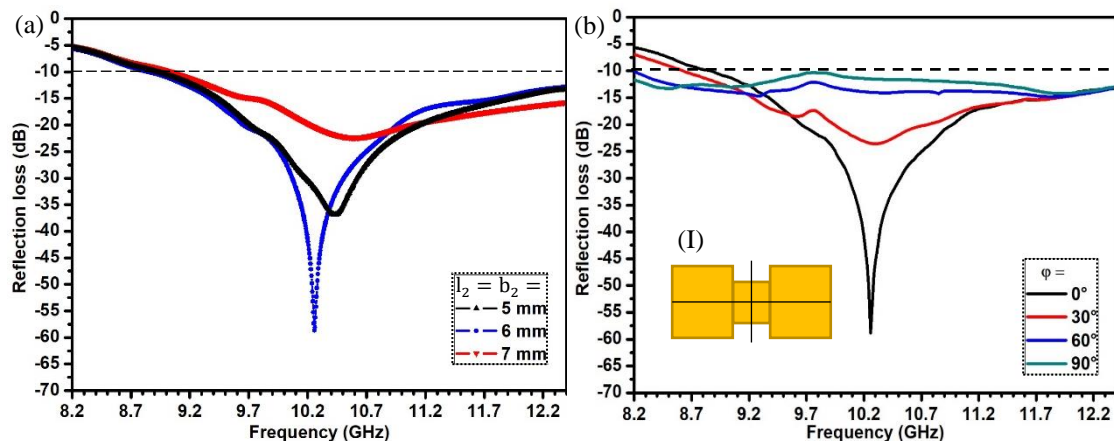 (a)
Reflection loss (dB)
0
-5
-10
-15
-20
-25
-30
-35
-40
-45
-50
-55
-60
-65
-70
8.2 8.7 9.2 9.7 10.2 10.7 11.2 11.7 12.2
Frequency (GHz)
l₂ = b₂ =
5 mm
6 mm
7 mm
(b)
Reflection loss (dB)
0
-5
-10
-15
-20
-25
-30
-35
-40
-45
-50
-55
-60
-65
-70
8.2 8.7 9.2 9.7 10.2 10.7 11.2 11.7 12.2
Frequency (GHz)
(I)
φ =
0°
30°
60°
90°